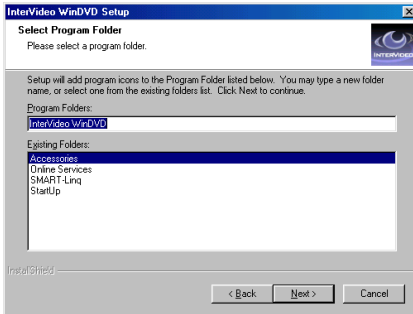 InterVideo WinDVD Setup
Select Program Folder
Please select a program folder.
INTERVIDEO
Setup will add program icons to the Program Folder listed below. You may type a new folder
name, or select one from the existing folders list. Click Next to continue.
Program Folders:
InterVideo WinDVD
Existing Folders:
Accessories
Online Services
SMART-Linq
StartUp
InstallShield
< Back
Next >
Cancel